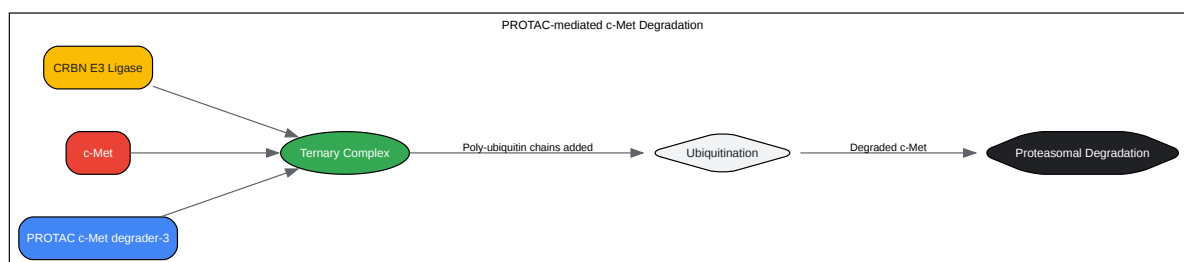 PROTAC-mediated c-Met Degradation
CRBN E3 Ligase
c-Met
Ternary Complex
Poly-ubiquitin chains added
Ubiquitination
Degraded c-Met
Proteasomal Degradation
PROTAC c-Met degrader-3